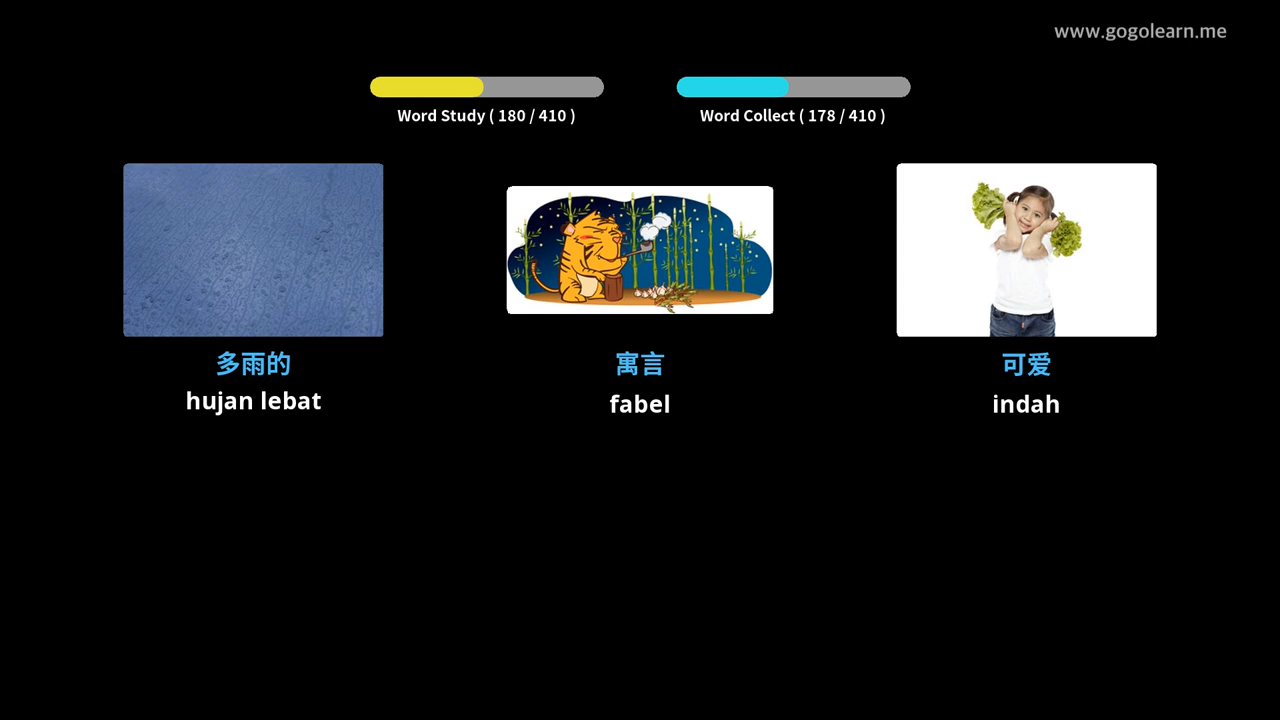 www.gogolearn.me
Word Study ( 180 / 410 )
Word Collect ( 178 / 410 )
多雨的
hujan lebat
寓言
fabel
可爱
indah